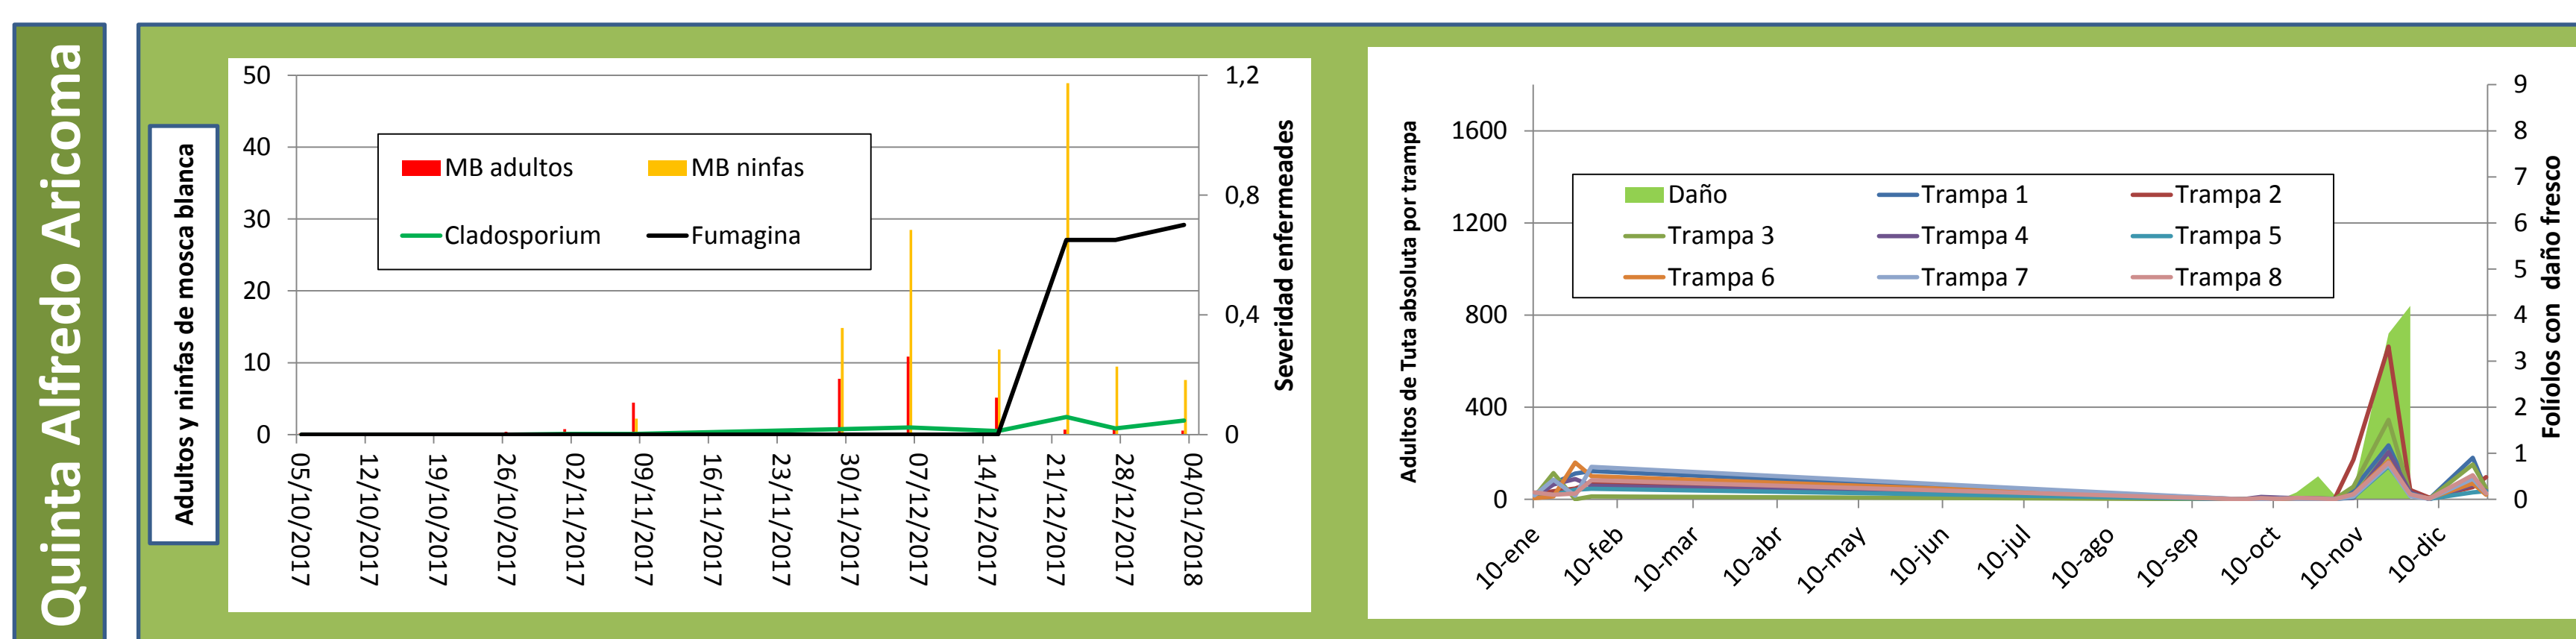 Quinta Alfredo Aricoma
Adultos y ninfas de mosca blanca
50
40
30
20
10
0
MB adultos
MB ninfas
Cladosporium
Fumagina
1,2
0,8
0,4
0
Severidad enfermeades
05/10/2017
12/10/2017
19/10/2017
26/10/2017
02/11/2017
09/11/2017
16/11/2017
23/11/2017
30/11/2017
07/12/2017
14/12/2017
21/12/2017
28/12/2017
04/01/2018
Adultos de Tuta absoluta por trampa
1600
1200
800
400
0
Daño
Trampa 1
Trampa 2
Trampa 3
Trampa 4
Trampa 5
Trampa 6
Trampa 7
Trampa 8
9
8
7
6
5
4
3
2
1
0
Folíolos con daño fresco
10-ene
10-feb
10-mar
10-abr
10-may
10-jun
10-jul
10-ago
10-sep
10-oct
10-nov
10-dic